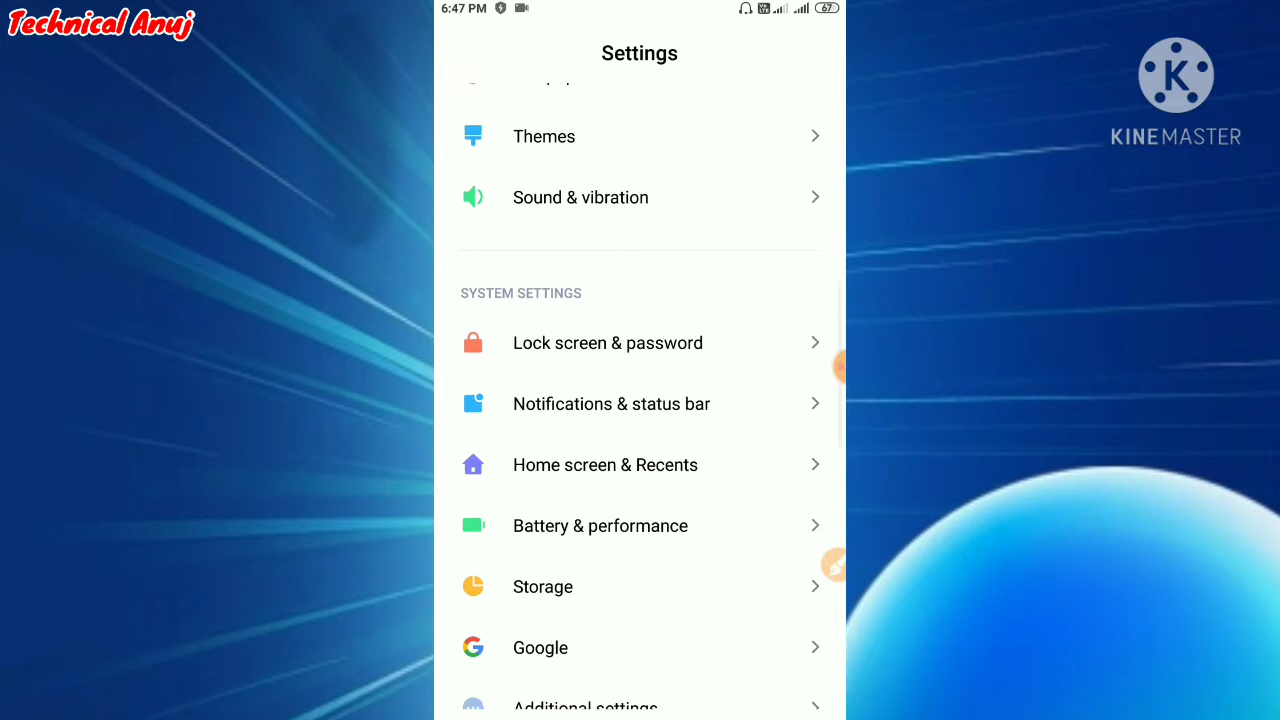 Technical Anuj
6:47 PM
67
Settings
KINEMASTER
Themes
Sound & vibration
SYSTEM SETTINGS
Lock screen & password
Notifications & status bar
Home screen & Recents
Battery & performance
Storage
Google
Additional settings